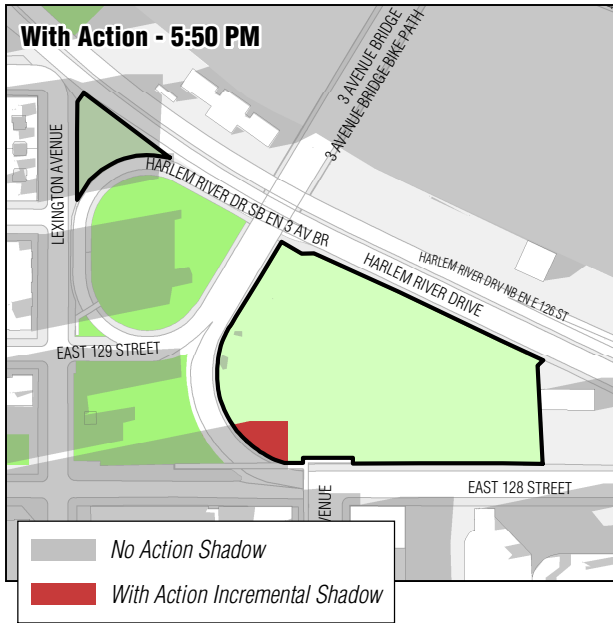 With Action - 5:50 PM
3 AVENUE BRIDGE
3 AVENUE BRIDGE BIKE PATH
LEXINGTON AVENUE
HARLEM RIVER DR SB EN 3 AV BR
HARLEM RIVER DRV NB EN E 126 ST
HARLEM RIVER DRIVE
EAST 129 STREET
EAST 128 STREET
VENUE
No Action Shadow
With Action Incremental Shadow